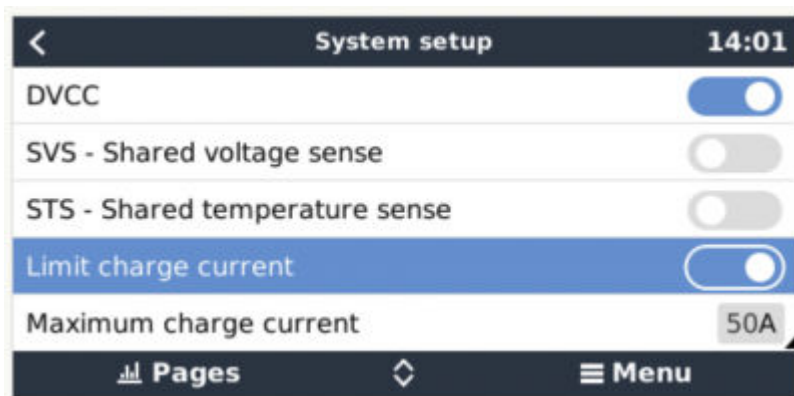 System setup 14:01
DVCC
SVS - Shared voltage sense
STS - Shared temperature sense
Limit charge current
Maximum charge current 50A
Pages Menu